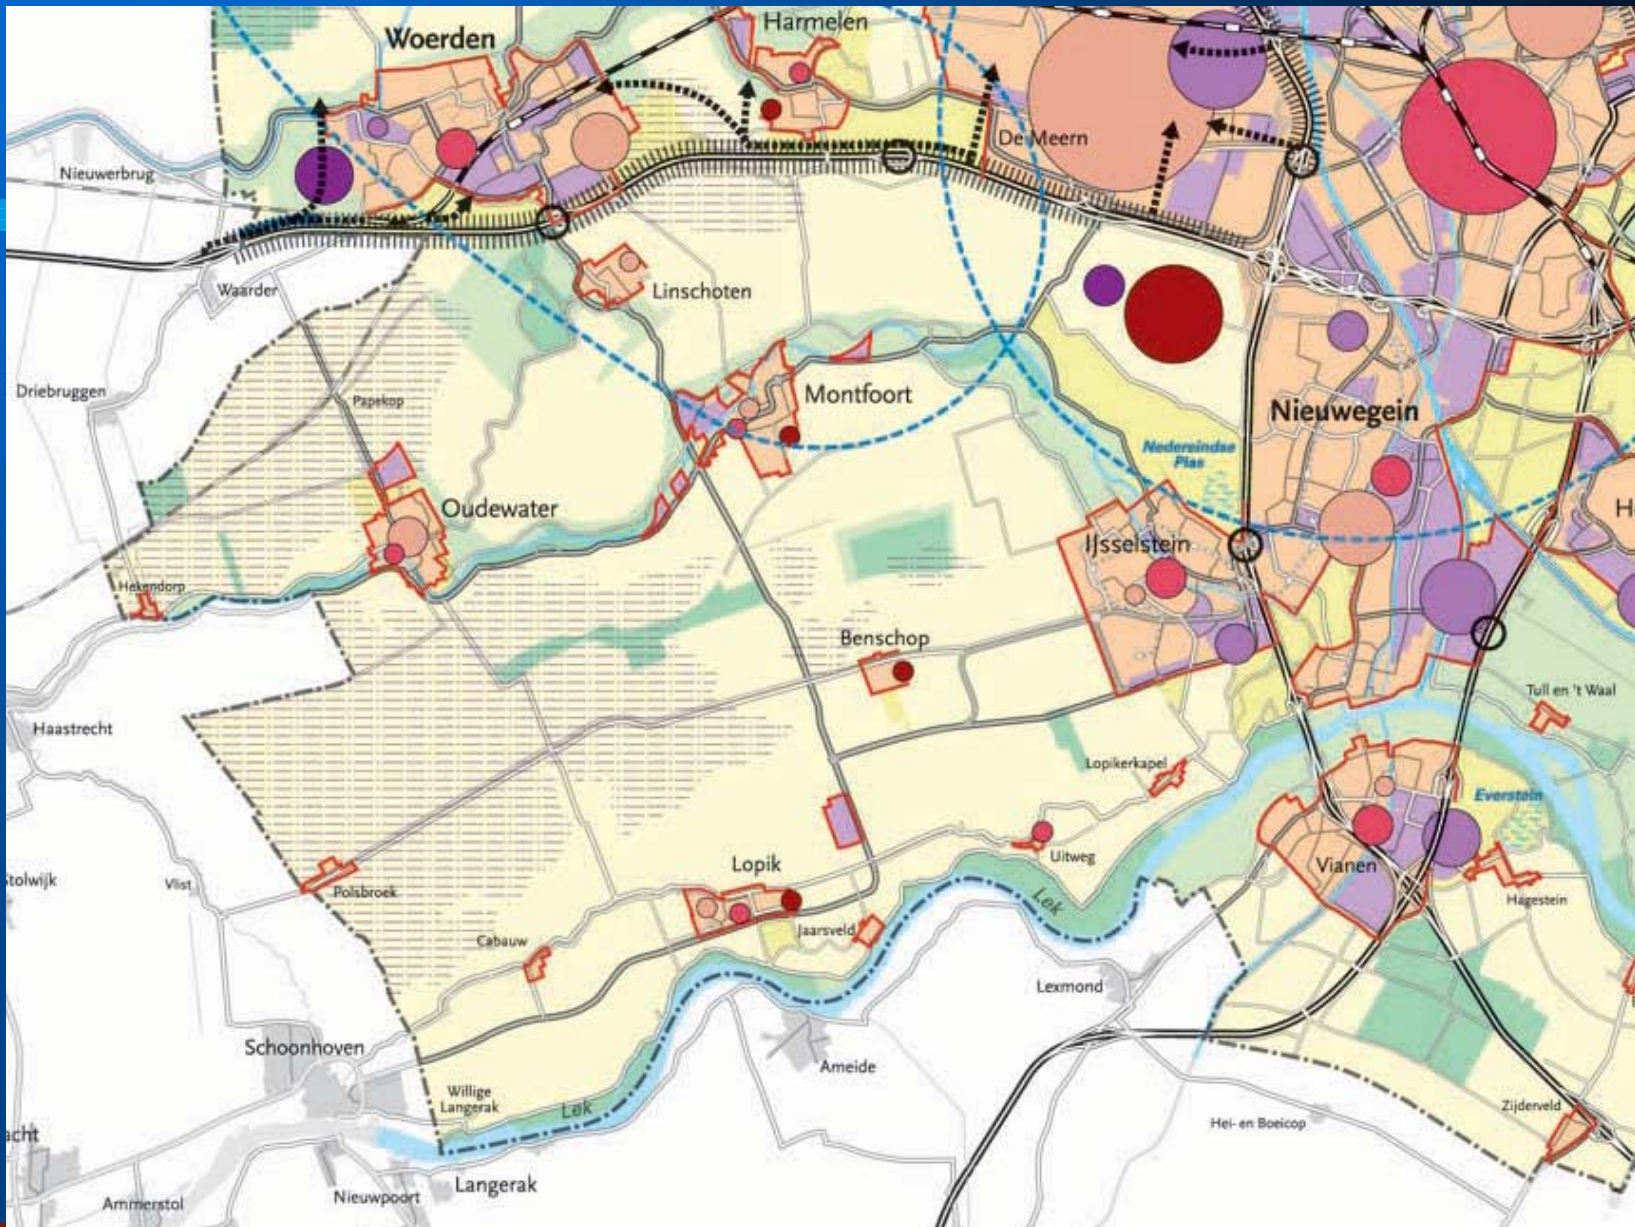 Woerden
Harmelen
Nieuwerbrug
De Meern
Waarder
Linschoten
Driebruggen
Papekop
Montfoort
Nieuwegein
Nedereindse
Plas
Oudewater
IJsselstein
Hekendorp
Benschop
Tull en 't Waal
Haastrecht
Lopikerkapel
Everstein
Uitweg
Lopik
Vianen
Stolwijk
Vlist
Polsbroek
Hagestein
Lek
Jaarsveld
Cabauw
Lexmond
Schoonhoven
Ameide
Willige
Langerak
Lek
Zijderveld
Hei- en Boeicop
acht
Langerak
Nieuwpoort
Ammerstol